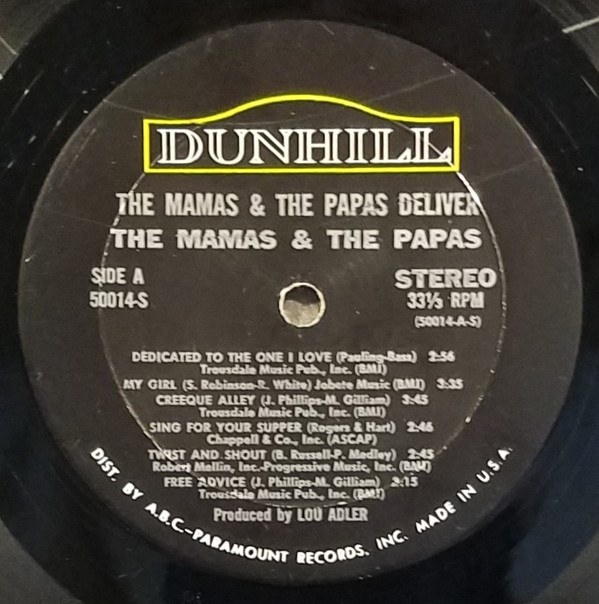 DUNHILL
THE MAMAS & THE PAPAS DELIVER
THE MAMAS & THE PAPAS
SIDE A
50014-S
STEREO
33⅓ RPM
(50014-A-S)
DEDICATED TO THE ONE I LOVE (Pauling-Bass) 2:56
Trousdale Music Pub., Inc. (BMI)
MY GIRL (S. Robinson-R. White) Jobete Music (BMI) 3:35
CREEQUE ALLEY (J. Phillips-M. Gilliam) 3:45
Trousdale Music Pub., Inc. (BMI)
SING FOR YOUR SUPPER (Rogers & Hart) 2:46
Chappell & Co., Inc. (ASCAP)
TWIST AND SHOUT (B. Russell-P. Medley) 2:45
Robert Mellin, Inc.-Progressive Music, Inc. (BMI)
FREE ADVICE (J. Phillips-M. Gilliam) 3:15
Trousdale Music Pub., Inc. (BMI)
Produced by LOU ADLER
DIST. BY A.B.C.-PARAMOUNT RECORDS, INC. MADE IN U.S.A.